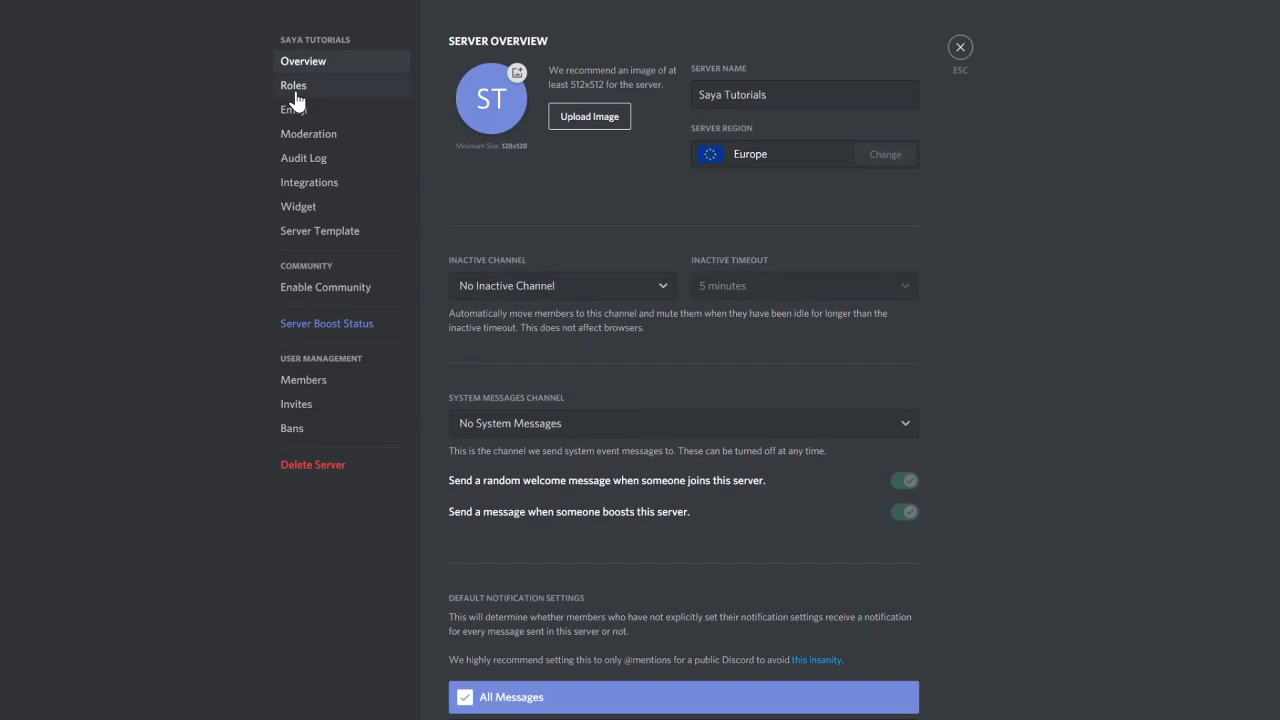 SAYA TUTORIALS
Overview
Roles
Emoji
Moderation
Audit Log
Integrations
Widget
Server Template
COMMUNITY
Enable Community
Server Boost Status
USER MANAGEMENT
Members
Invites
Bans
Delete Server
SERVER OVERVIEW
ST
Minimum Size: 128x128
We recommend an image of at
least 512x512 for the server.
Upload Image
SERVER NAME
Saya Tutorials
SERVER REGION
Europe
Change
ESC
INACTIVE CHANNEL
No Inactive Channel
INACTIVE TIMEOUT
5 minutes
Automatically move members to this channel and mute them when they have been idle for longer than the
inactive timeout. This does not affect browsers.
SYSTEM MESSAGES CHANNEL
No System Messages
This is the channel we send system event messages to. These can be turned off at any time.
Send a random welcome message when someone joins this server.
Send a message when someone boosts this server.
DEFAULT NOTIFICATION SETTINGS
This will determine whether members who have not explicitly set their notification settings receive a notification
for every message sent in this server or not.
We highly recommend setting this to only @mentions for a public Discord to avoid this insanity.
All Messages